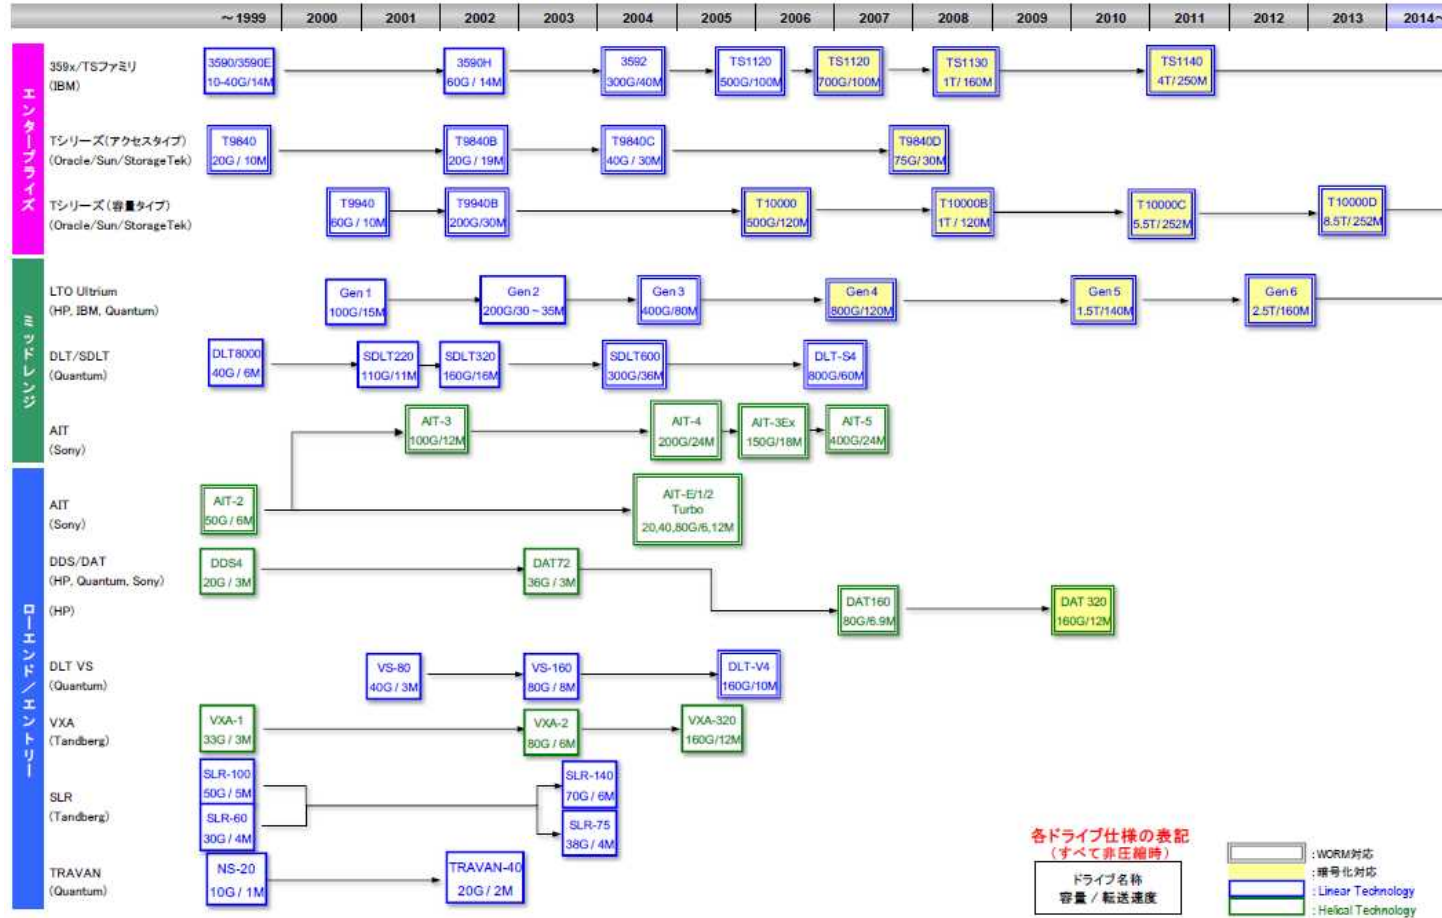 ～1999 2000 2001 2002 2003 2004 2005 2006 2007 2008 2009 2010 2011 2012 2013 2014～
エンタープライズ
359x/TSファミリ
(IBM)
3590/3590E
10-40G/14M
3590H
60G / 14M
3592
300G/40M
TS1120
500G/100M
TS1120
700G/100M
TS1130
1T/ 160M
TS1140
4T/ 250M
Tシリーズ(アクセスタイプ)
(Oracle/Sun/StorageTek)
T9840
20G / 10M
T9840B
20G / 19M
T9840C
40G / 30M
T9840D
75G/ 30M
Tシリーズ(容量タイプ)
(Oracle/Sun/StorageTek)
T9940
60G / 10M
T9940B
200G/30M
T10000
500G/120M
T10000B
1T / 120M
T10000C
5.5T/ 252M
T10000D
8.5T/ 252M
ミッドレンジ
LTO Ultrium
(HP, IBM, Quantum)
Gen 1
100G/15M
Gen 2
200G/30～35M
Gen 3
400G/80M
Gen 4
800G/120M
Gen 5
1.5T/140M
Gen 6
2.5T/160M
DLT/SDLT
(Quantum)
DLT8000
40G / 6M
SDLT220
110G/11M
SDLT320
160G/16M
SDLT600
300G/36M
DLT-S4
800G/60M
AIT
(Sony)
AIT-3
100G/12M
AIT-4
200G/24M
AIT-3Ex
150G/18M
AIT-5
400G/24M
ローエンド／エントリー
AIT
(Sony)
AIT-2
50G / 6M
AIT-E/1/2
Turbo
20,40,80G/6,12M
DDS/DAT
(HP, Quantum, Sony)
DDS4
20G / 3M
DAT72
36G / 3M
(HP)
DAT160
80G/6.9M
DAT 320
160G/12M
DLT VS
(Quantum)
VS-80
40G / 3M
VS-160
80G / 8M
DLT-V4
160G/10M
VXA
(Tandberg)
VXA-1
33G / 3M
VXA-2
80G / 6M
VXA-320
160G/12M
SLR
(Tandberg)
SLR-100
50G / 5M
SLR-60
30G / 4M
SLR-140
70G / 6M
SLR-75
38G / 4M
TRAVAN
(Quantum)
NS-20
10G / 1M
TRAVAN-40
20G / 2M
各ドライブ仕様の表記
(すべて非圧縮時)
ドライブ名称
容量 / 転送速度
:WORM対応
:暗号化対応
: Linear Technology
: Helical Technology